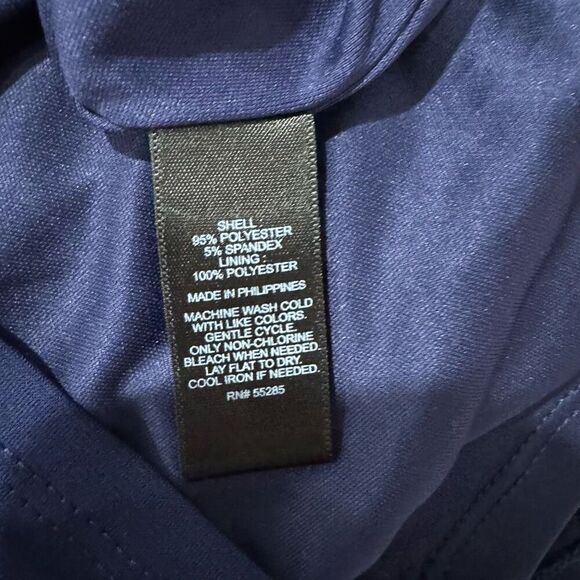 SHELL :
95% POLYESTER
5% SPANDEX
LINING :
100% POLYESTER
MADE IN PHILIPPINES
MACHINE WASH COLD
WITH LIKE COLORS.
GENTLE CYCLE.
ONLY NON-CHLORINE
BLEACH WHEN NEEDED.
LAY FLAT TO DRY.
COOL IRON IF NEEDED.
RN# 55285